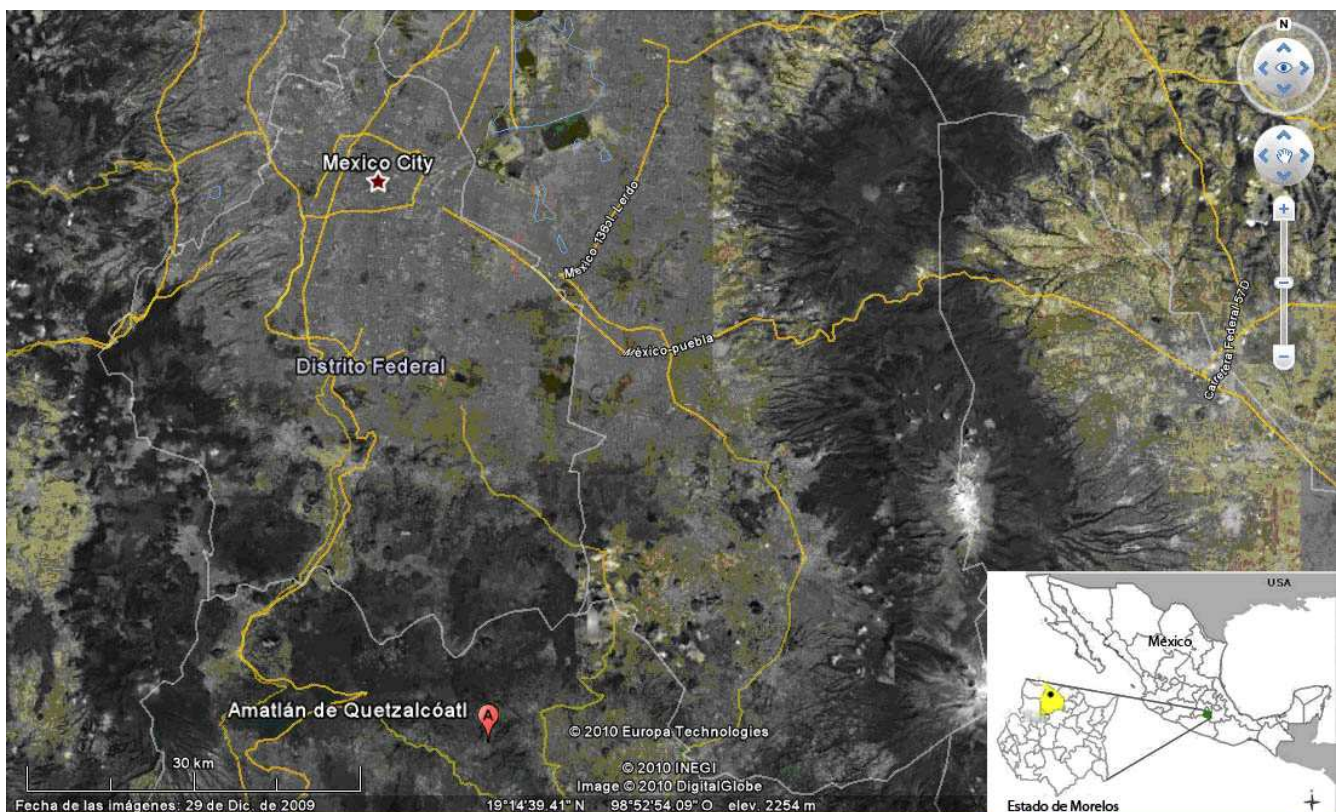 N
Mexico City
Mexico 136
Lerdo
México-puebla
Carretera Federal 57D
Distrito Federal
USA
México
Amatlán de Quetzalcóatl
A
© 2010 Europa Technologies
30 km
© 2010 INEGI
Image © 2010 DigitalGlobe
Fecha de las imágenes: 29 de Dic. de 2009
19°14'39.41" N 98°52'54.09" O elev. 2254 m
Estado de Morelos